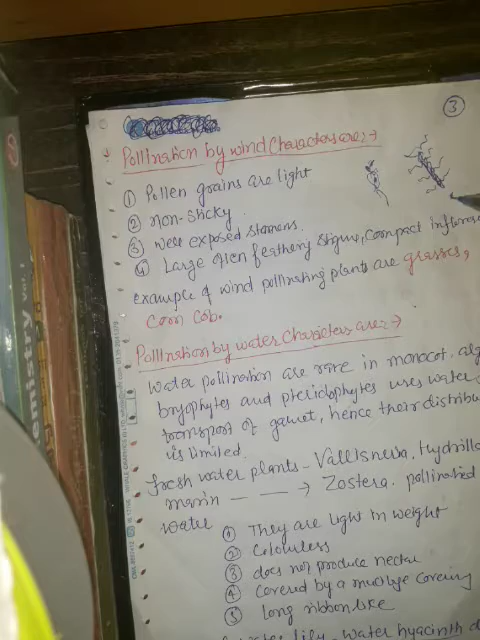 ③
Pollination by wind Characters are:→
① Pollen grains are light
② non-sticky
③ well exposed stamens.
④ Large often feathery stigma, Compact inflores
example of wind pollinating plants are grasses,
Corn Cob.
Pollination by water Characters are:→
Water pollination are rare in monocot. alg
bryophytes and pteridophytes uses water
transport of gamet, hence their distribu
is limited.
fresh water plants - Vallisneria. Hydrilla
marin — — → Zostera. pollinated
water
① They are light in weight
② Colourless
③ does not produce nectar
④ Covered by a mucilage covering
⑤ long ribbon like
water lily - water hyacinth d
emistry